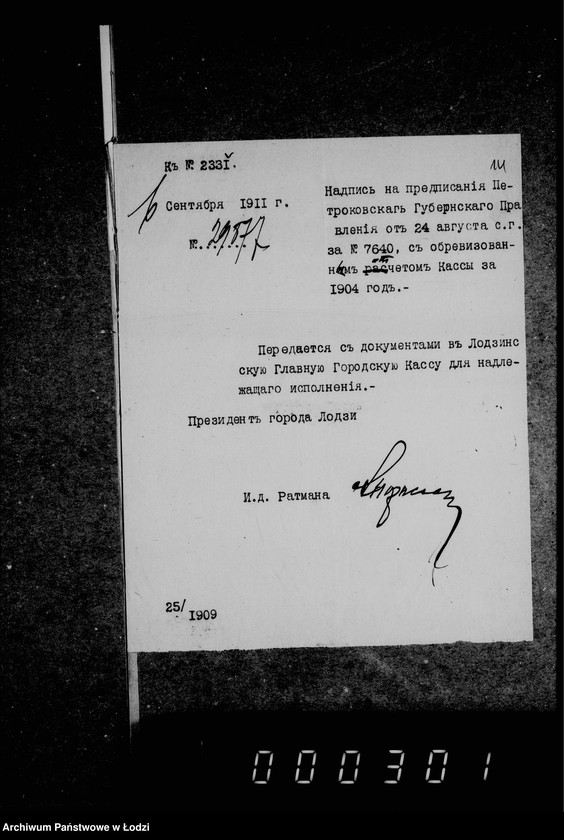 Къ № 2331.
14
6 Сентября 1911 г.
№ 29577
Надпись на предписанія Пе-
троковскагъ Губернскаго Пра
вленія отъ 24 августа с.г.
за № 7640, съ обревизован-
нымъ отчетомъ Кассы за
1904 годъ.-
Передается съ документами въ Лодзинс
скую Главную Городскую Кассу для надле-
жащаго исполненія.-
Президентъ города Лодзи
И.д. Ратмана
25/1909
000301
Archiwum Państwowe w Łodzi